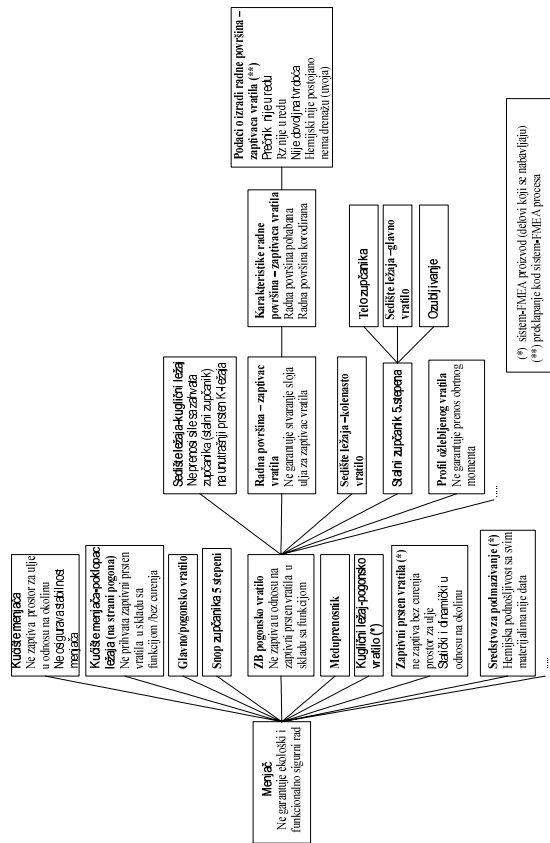 Menjač
Ne garantuje ekološki i
funkcionalno sigurni rad
Kućište menjača
Ne zaptiva prostor za ulje
u odnosu na okolinu
Ne osigurava stabilnost
menjača
Kućište menjača-poklopac
ležaja (na strani pogona)
Ne prihvata zaptivni prsten
vratila u skladu sa
funkcijom /bez curenja
Glavno/pogonsko vratilo
Snop zupčanika 5 stepeni
ZB pogonsko vratilo
Ne zaptiva u odnosu na
zaptivni prsten vratila u
skladu sa funkcijom
Međuprenosnik
Kuglični ležaj-pogonsko
vratilo (*)
Zaptivni prsten vratila (*)
ne zaptiva bez curenja
prostor za ulje
Statički i dinamički u
odnosu na okolinu
Sredstvo za podmazivanje (*)
Hemijska podnošljivost sa svim
materijalima nije data
.....
Sedište ležaja-kuglični ležaj
Ne prenosi sile sa zahvata
zupčanika (stalni zupčanik)
na unutrašnji prsten K-ležaja
Radna površina – zaptivac
vratila
Ne garantuje stvaranje sloja
ulja za zaptivac vratila
Sedište ležaja –kolenasto
vratilo
Stalni zupčanik 5.stepena
Profil ožlebljenog vratila
Ne garantuje prenos obrtnog
momenta
.....
Karakteristike radne
površina – zaptivaca vratila
Radna površina pohabana
Radna površina korodirana
Telo zupčanika
Sedište ležaja –glavno
vratilo
Ozubljivanje
Podaci o izradi radne površina –
zaptivaca vratila (**)
Prečnik nije u redu
Rz nije u redu
Nije dovoljna tvrdoća
Hemijski nije postojano
nema drenažu (uvoja)
(*) sistem-FMEA proizvod (delovi koji se nabavljaju)
(**) preklapanje kod sistem-FMEA procesa